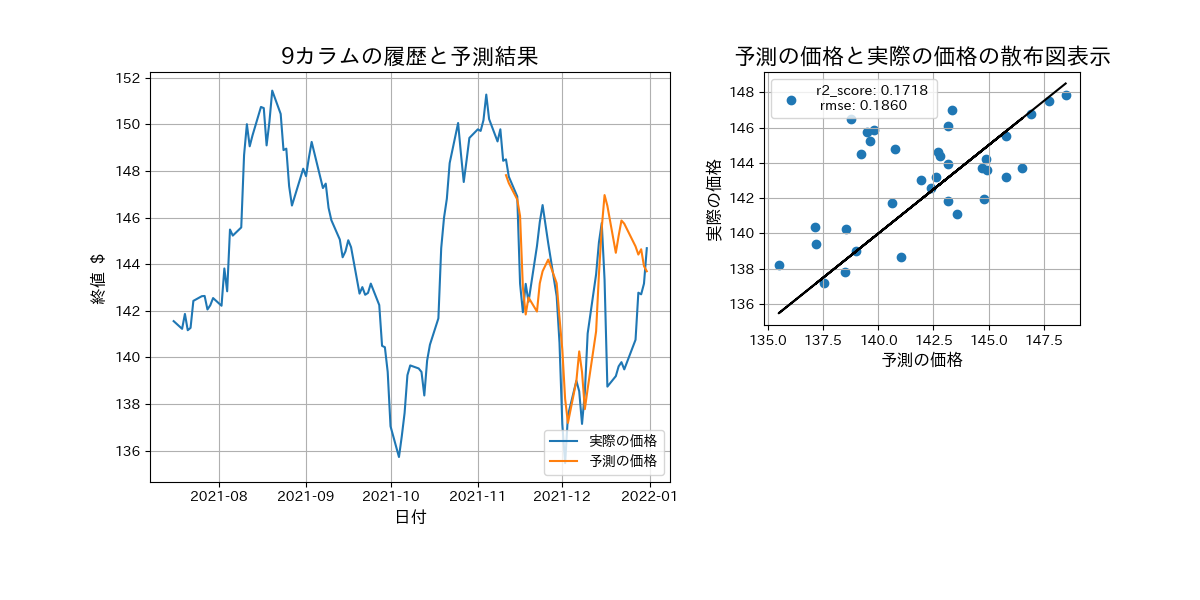 9カラムの履歴と予測結果
152
150
148
146
144
142
140
138
136
終値 $
2021-08 2021-09 2021-10 2021-11 2021-12 2022-01
日付
実際の価格
予測の価格
予測の価格と実際の価格の散布図表示
r2_score: 0.1718
rmse: 0.1860
148
146
144
142
140
138
136
実際の価格
135.0 137.5 140.0 142.5 145.0 147.5
予測の価格